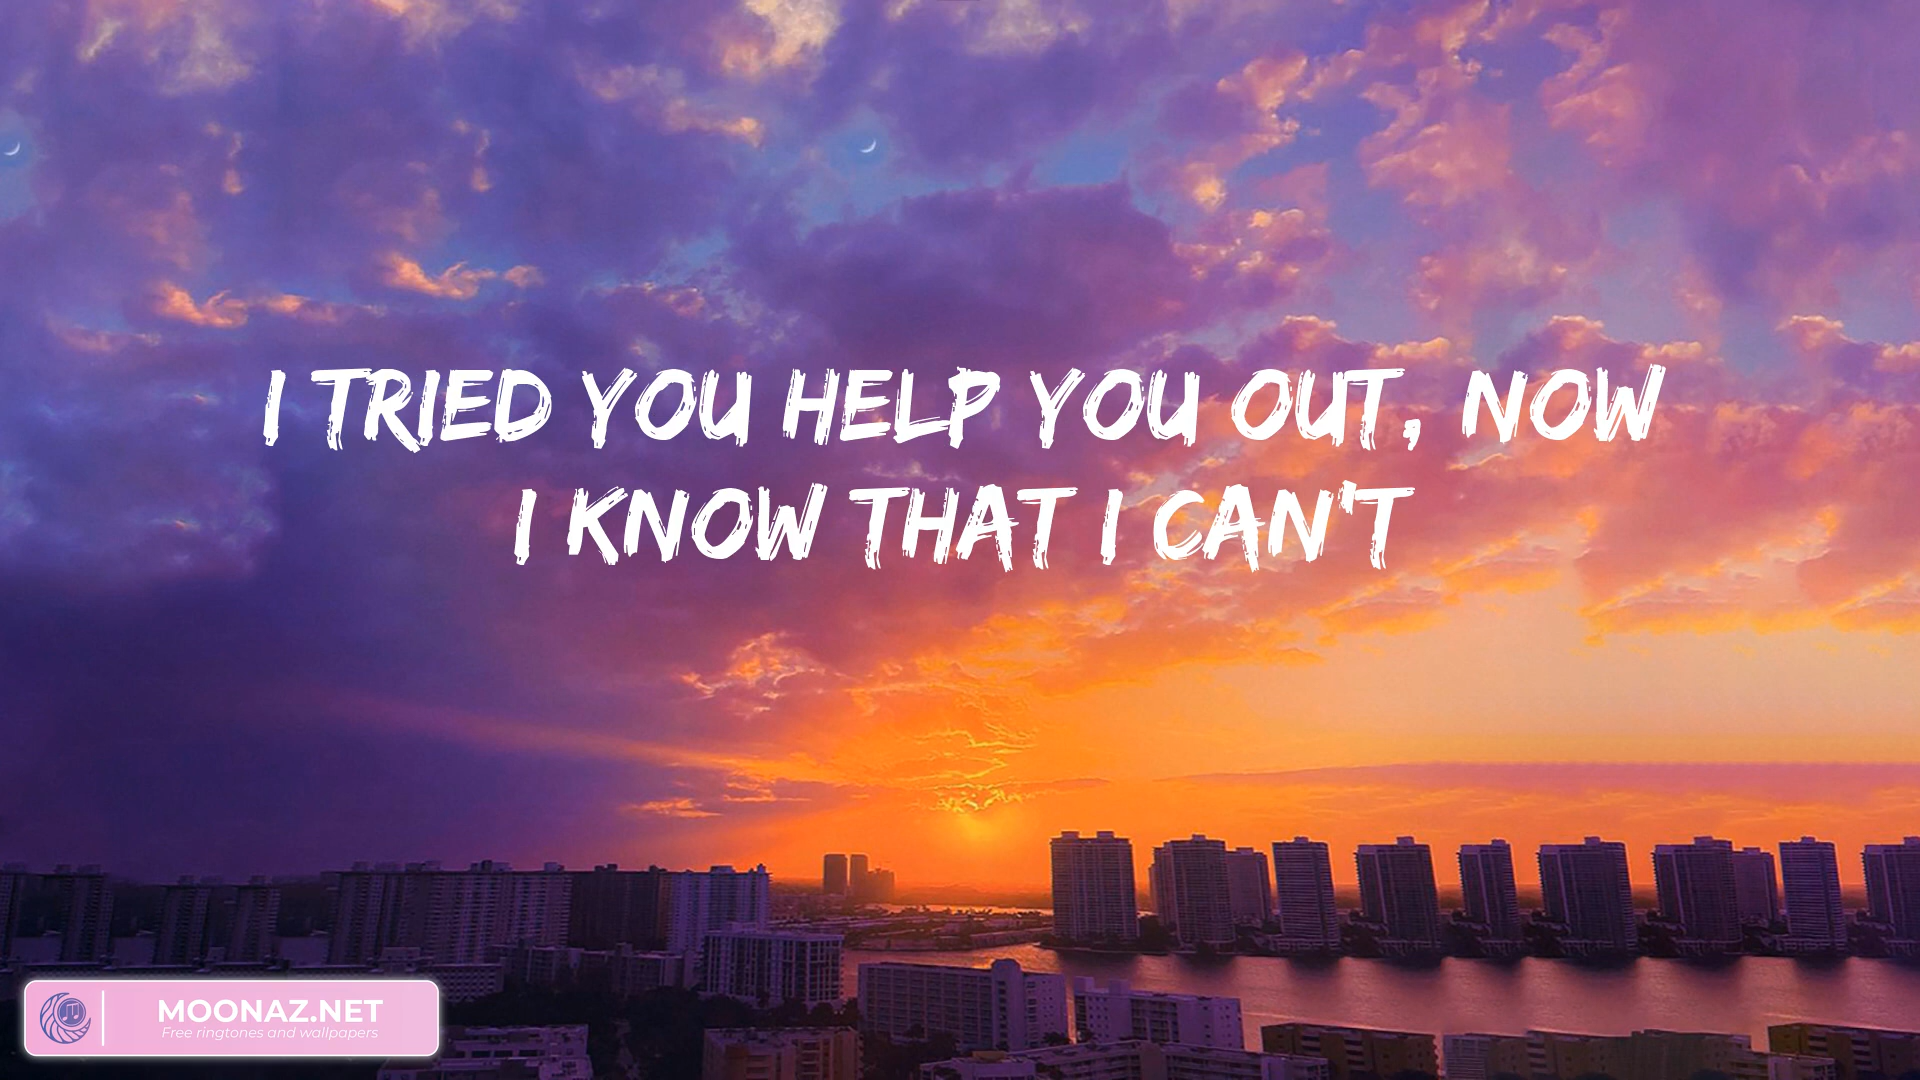 I TRIED YOU HELP YOU OUT, NOW
I KNOW THAT I CAN'T
MOONAZ.NET
Free ringtones and wallpapers